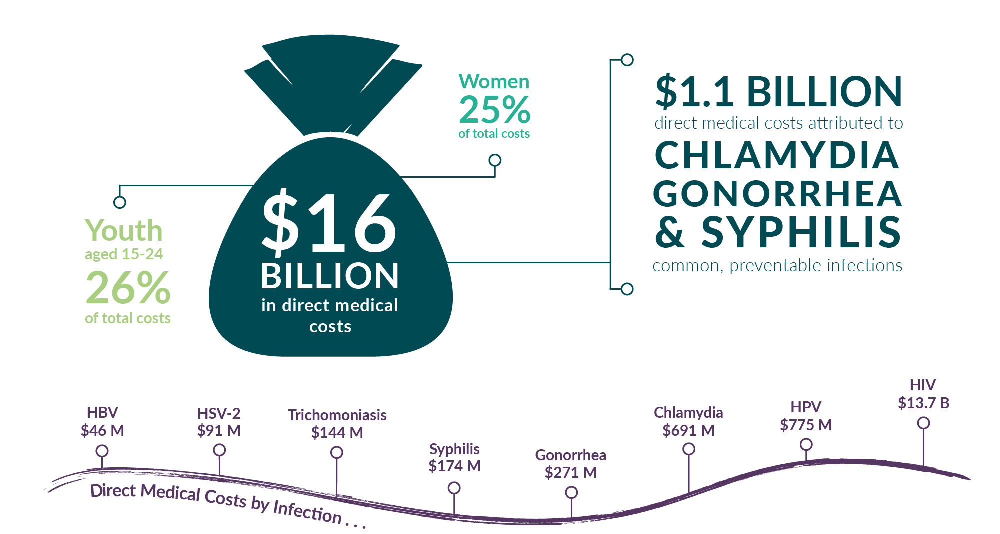 Women
25%
of total costs
Youth
aged 15-24
26%
of total costs
$16
BILLION
in direct medical
costs
$1.1 BILLION
direct medical costs attributed to
CHLAMYDIA
GONORRHEA
& SYPHILIS
common, preventable infections
HBV
$46 M
HSV-2
$91 M
Trichomoniasis
$144 M
Syphilis
$174 M
Gonorrhea
$271 M
Chlamydia
$691 M
HPV
$775 M
HIV
$13.7 B
Direct Medical Costs by Infection . . .